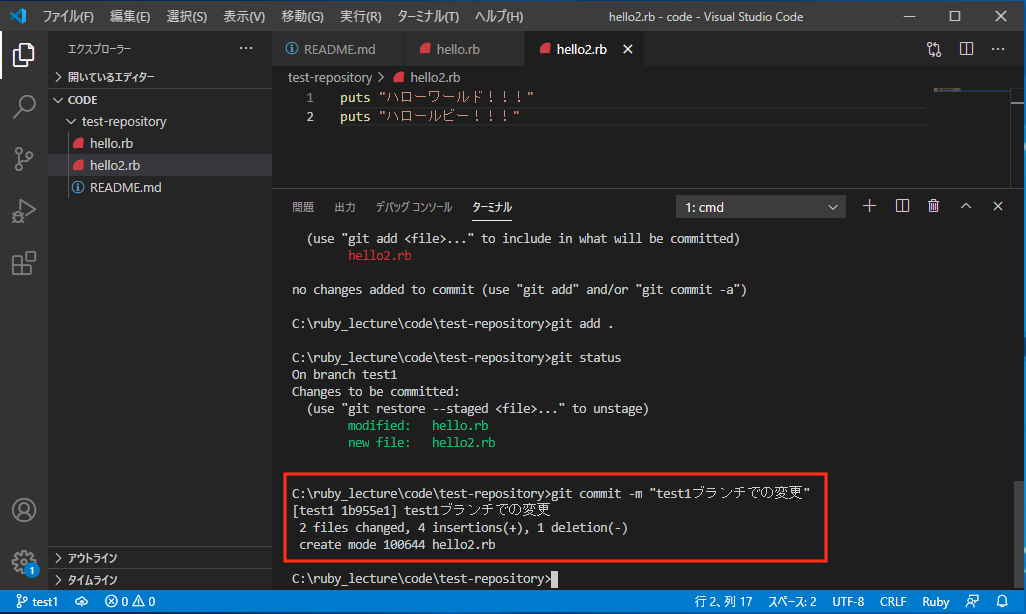 ファイル(F) 編集(E) 選択(S) 表示(V) 移動(G) 実行(R) ターミナル(T) ヘルプ(H) hello2.rb - code - Visual Studio Code
エクスプローラー
README.md hello.rb hello2.rb
開いているエディター
test-repository > hello2.rb
CODE
test-repository
hello.rb
hello2.rb
README.md
1 puts "ハローワールド！！！"
2 puts "ハロールビー！！！"
問題 出力 デバッグ コンソール ターミナル 1: cmd
(use "git add <file>..." to include in what will be committed)
hello2.rb
no changes added to commit (use "git add" and/or "git commit -a")
C:\ruby_lecture\code\test-repository>git add .
C:\ruby_lecture\code\test-repository>git status
On branch test1
Changes to be committed:
(use "git restore --staged <file>..." to unstage)
modified: hello.rb
new file: hello2.rb
C:\ruby_lecture\code\test-repository>git commit -m "test1ブランチでの変更"
[test1 1b955e1] test1ブランチでの変更
2 files changed, 4 insertions(+), 1 deletion(-)
create mode 100644 hello2.rb
C:\ruby_lecture\code\test-repository>
アウトライン
タイムライン
1
test1 0 0 行 2、列 17 スペース: 2 UTF-8 CRLF Ruby